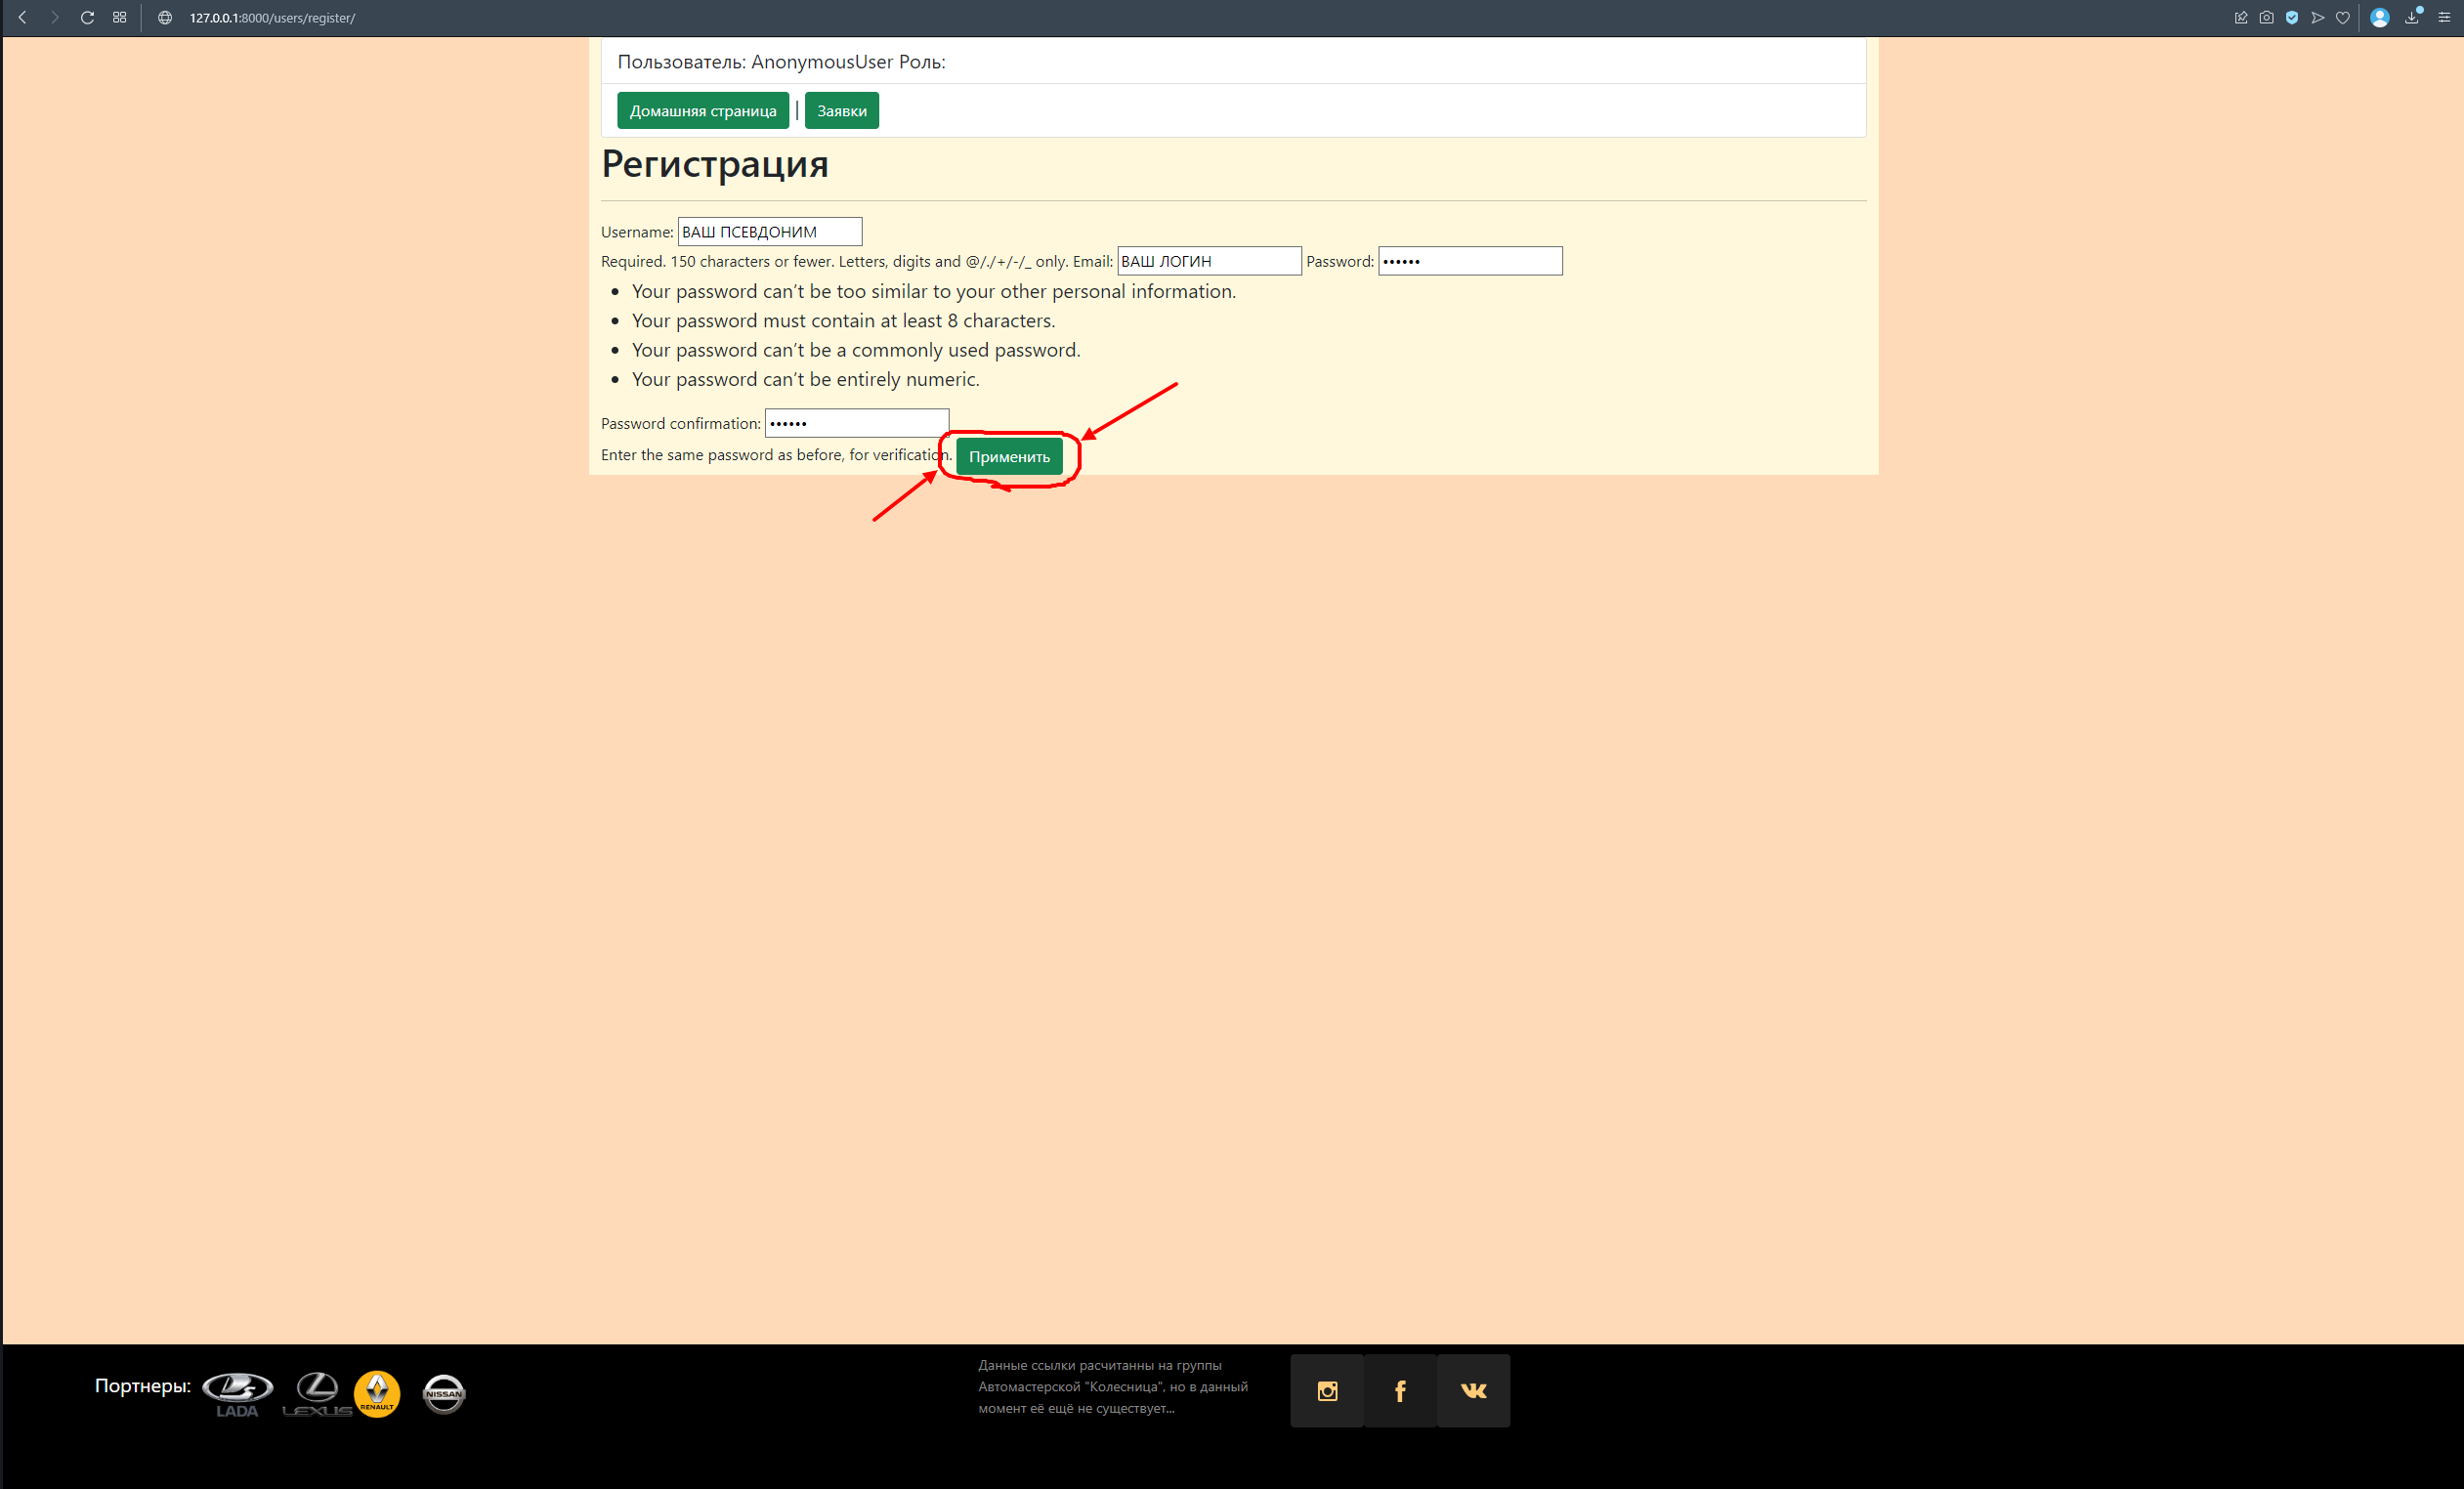 127.0.0.1:8000/users/register/
Пользователь: AnonymousUser Роль:
Домашняя страница | Заявки
Регистрация
Username: ВАШ ПСЕВДОНИМ
Required. 150 characters or fewer. Letters, digits and @/./+/-/_ only. Email: ВАШ ЛОГИН Password: ••••••
• Your password can’t be too similar to your other personal information.
• Your password must contain at least 8 characters.
• Your password can’t be a commonly used password.
• Your password can’t be entirely numeric.
Password confirmation: ••••••
Enter the same password as before, for verification. Применить
Партнеры:
LADA
LEXUS
RENAULT
NISSAN
Данные ссылки расчитанны на группы
Автомастерской "Колесница", но в данный
момент её ещё не существует...